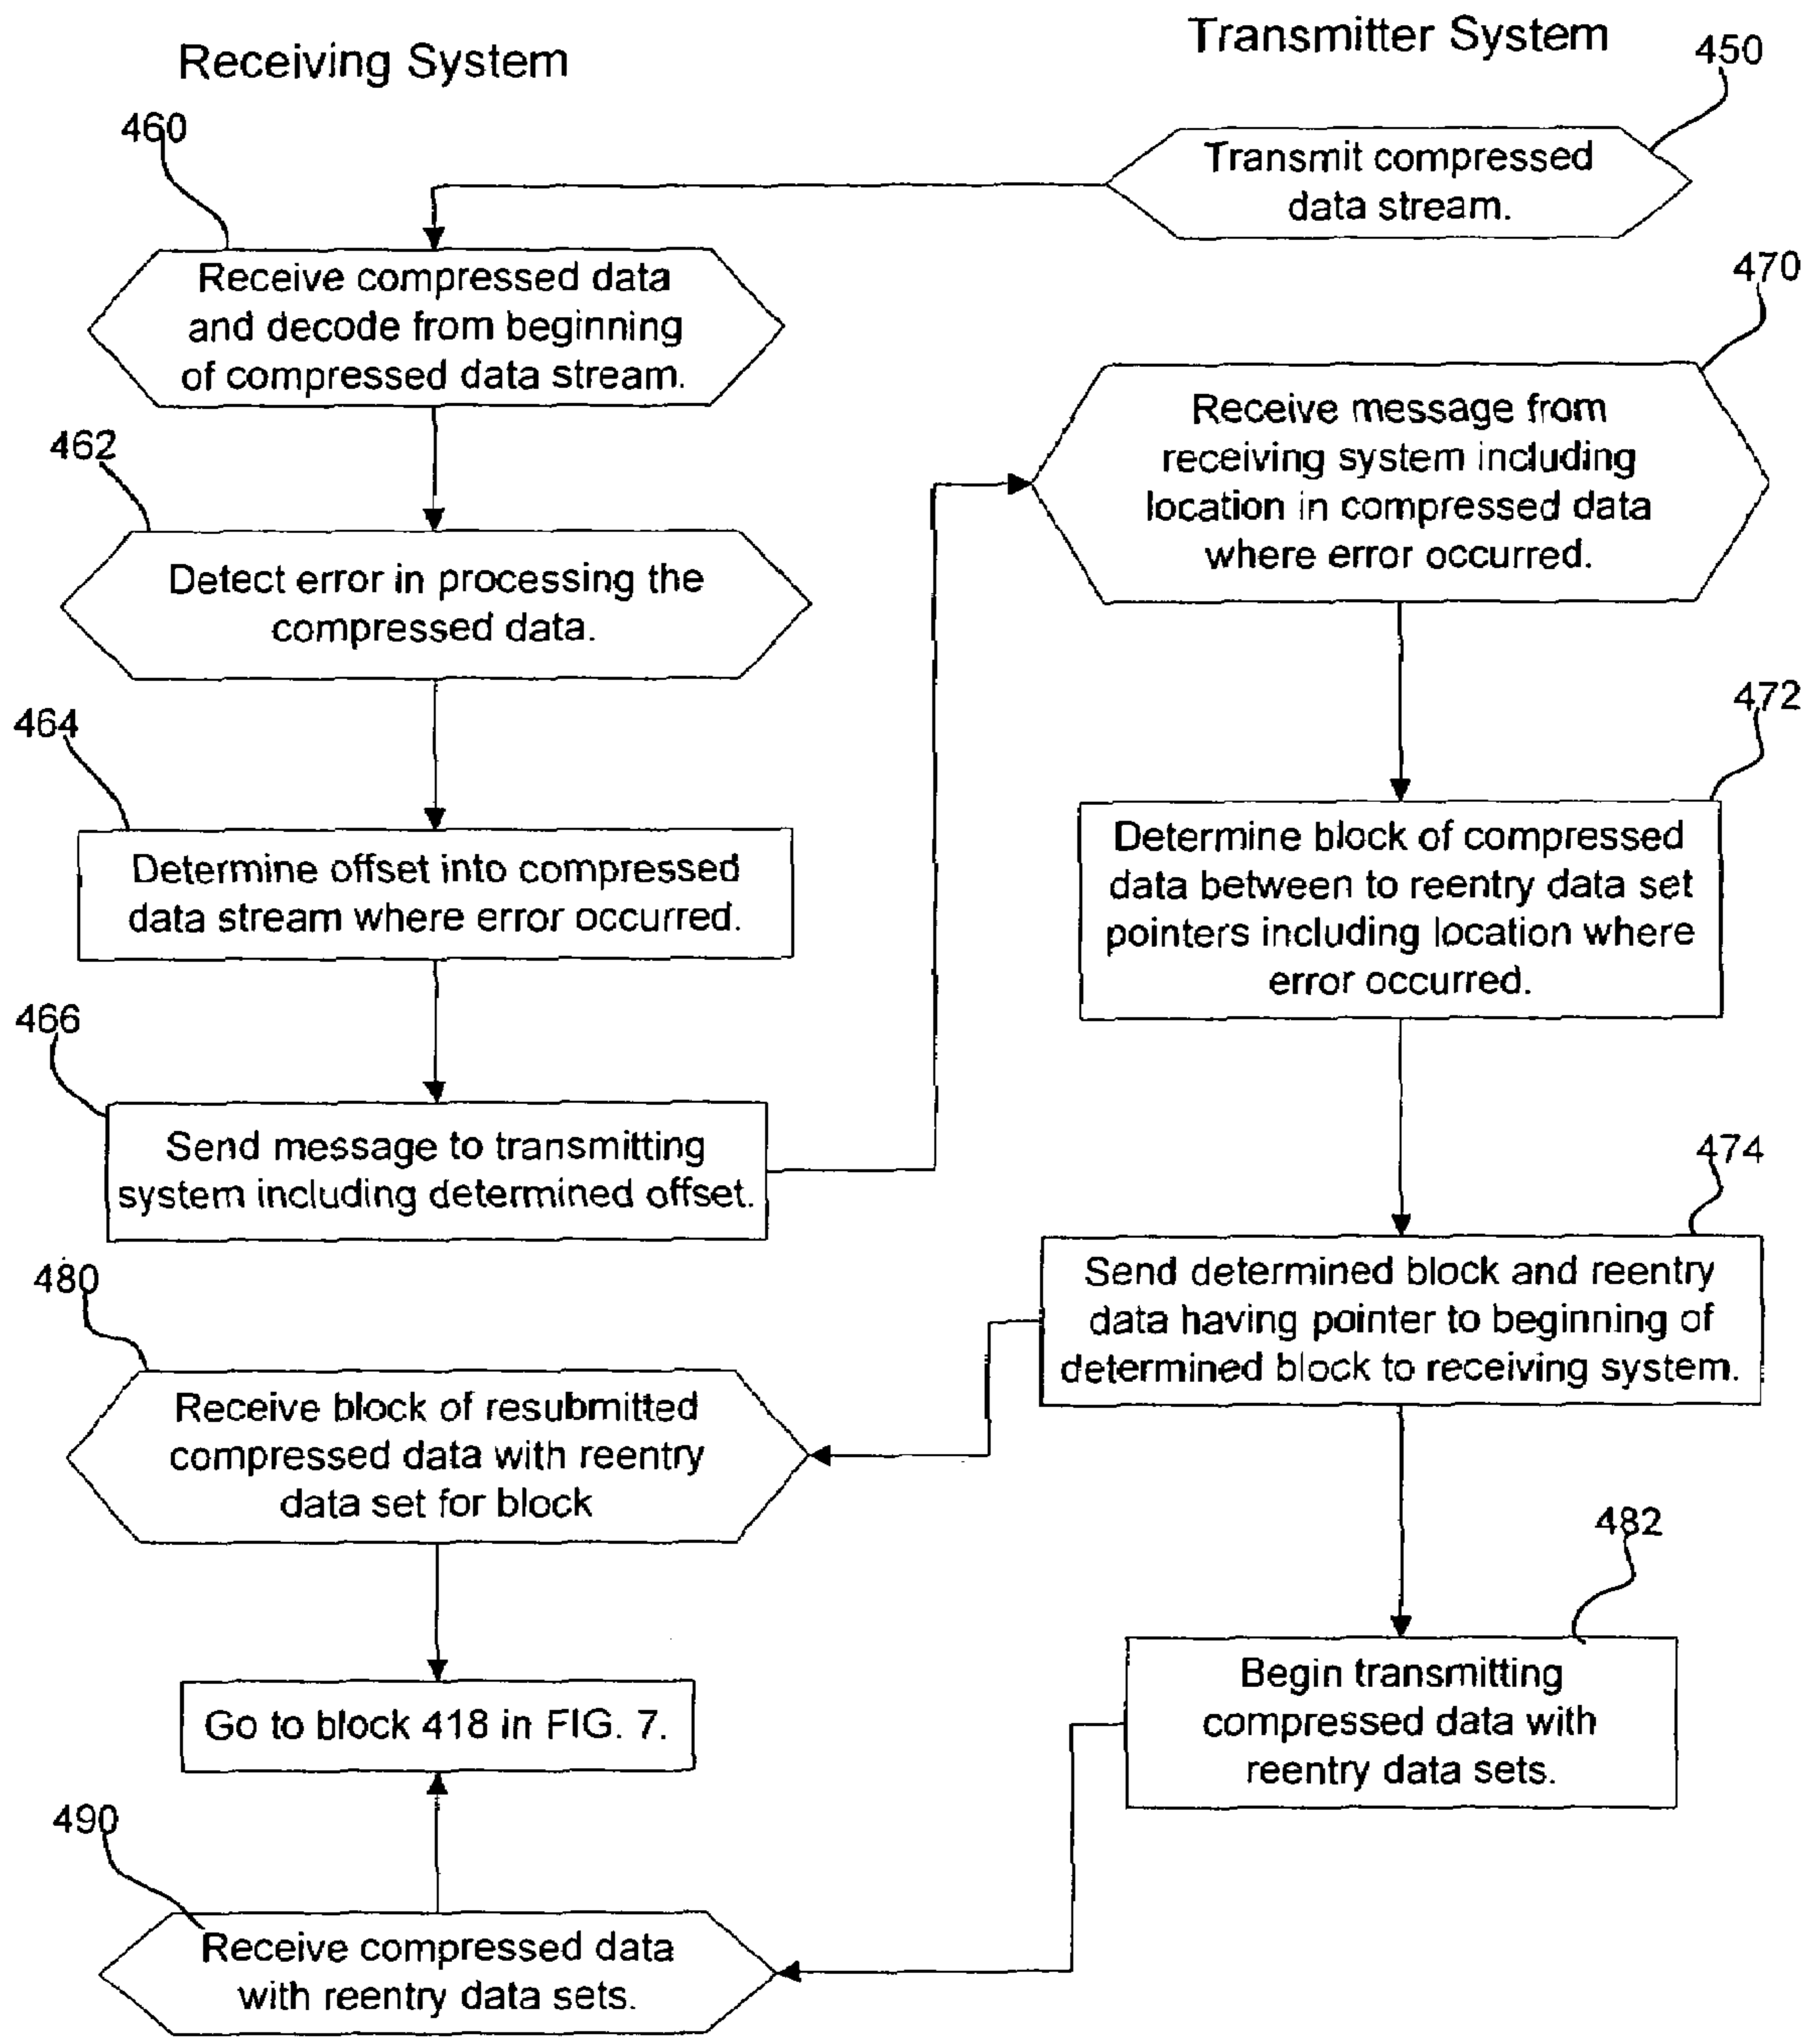 Receiving System
Transmitter System
450
Transmit compressed
data stream.
460
Receive compressed data
and decode from beginning
of compressed data stream.
462
Detect error in processing the
compressed data.
464
Determine offset into compressed
data stream where error occurred.
466
Send message to transmitting
system including determined offset.
470
Receive message from
receiving system including
location in compressed data
where error occurred.
472
Determine block of compressed
data between to reentry data set
pointers including location where
error occurred.
474
Send determined block and reentry
data having pointer to beginning of
determined block to receiving system.
480
Receive block of resubmitted
compressed data with reentry
data set for block
Go to block 418 in FIG. 7.
482
Begin transmitting
compressed data with
reentry data sets.
490
Receive compressed data
with reentry data sets.